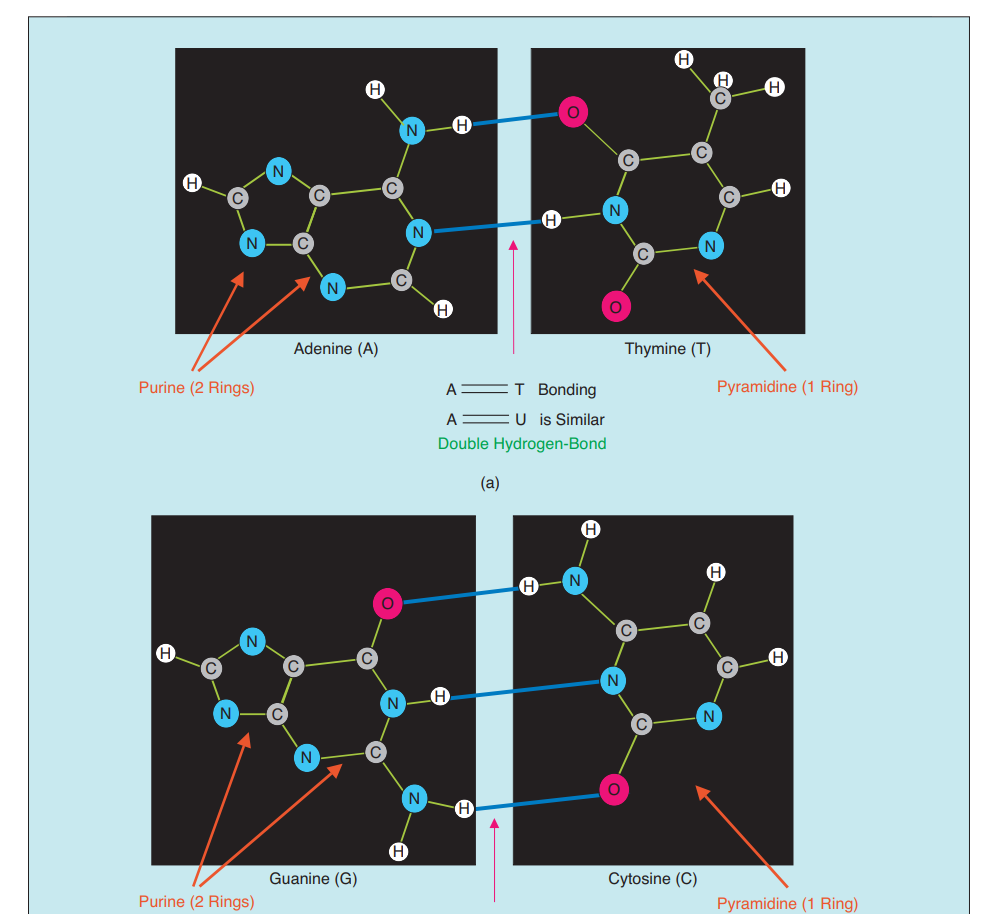 H
H
H
H
N
H
O
C
H
N
C
C
H
N
C
C
C
C
H
C
N
H
N
N
C
C
N
N
C
H
O
Adenine (A)
Thymine (T)
Purine (2 Rings)
Pyramidine (1 Ring)
A T Bonding
A U is Similar
Double Hydrogen-Bond
(a)
H
H
N
H
O
N
C
C
H
C
C
C
C
H
N
H
N
N
C
N
C
N
N
C
O
N
H
H
Guanine (G)
Cytosine (C)
Purine (2 Rings)
Pyramidine (1 Ring)